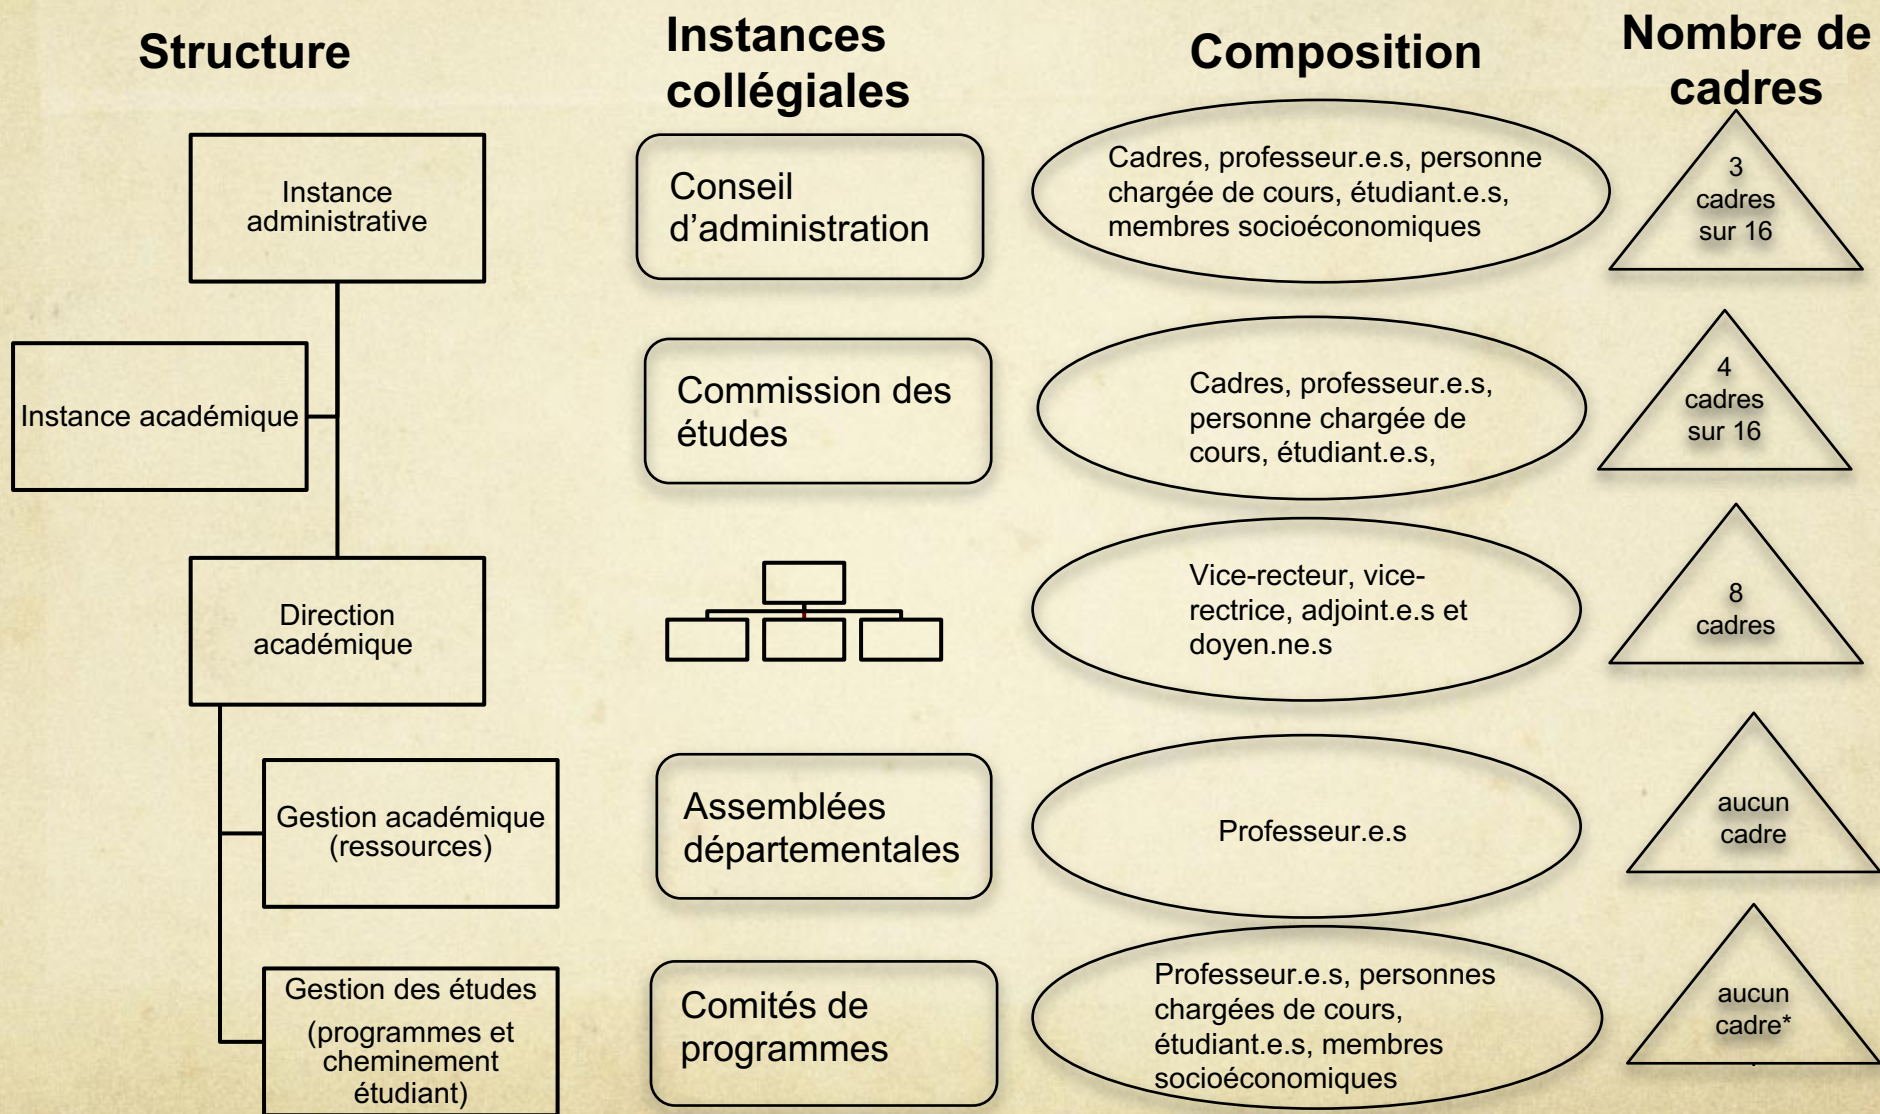 Structure
Instances
collégiales
Composition
Nombre de
cadres
Instance
administrative
Conseil
d’administration
Cadres, professeur.e.s, personne
chargée de cours, étudiant.e.s,
membres socioéconomiques
3
cadres
sur 16
Instance académique
Commission des
études
Cadres, professeur.e.s,
personne chargée de
cours, étudiant.e.s,
4
cadres
sur 16
Direction
académique
Vice-recteur, vice-
rectrice, adjoint.e.s et
doyen.ne.s
8
cadres
Gestion académique
(ressources)
Assemblées
départementales
Professeur.e.s
aucun
cadre
Gestion des études
(programmes et
cheminement
étudiant)
Comités de
programmes
Professeur.e.s, personnes
chargées de cours,
étudiant.e.s, membres
socioéconomiques
aucun
cadre*